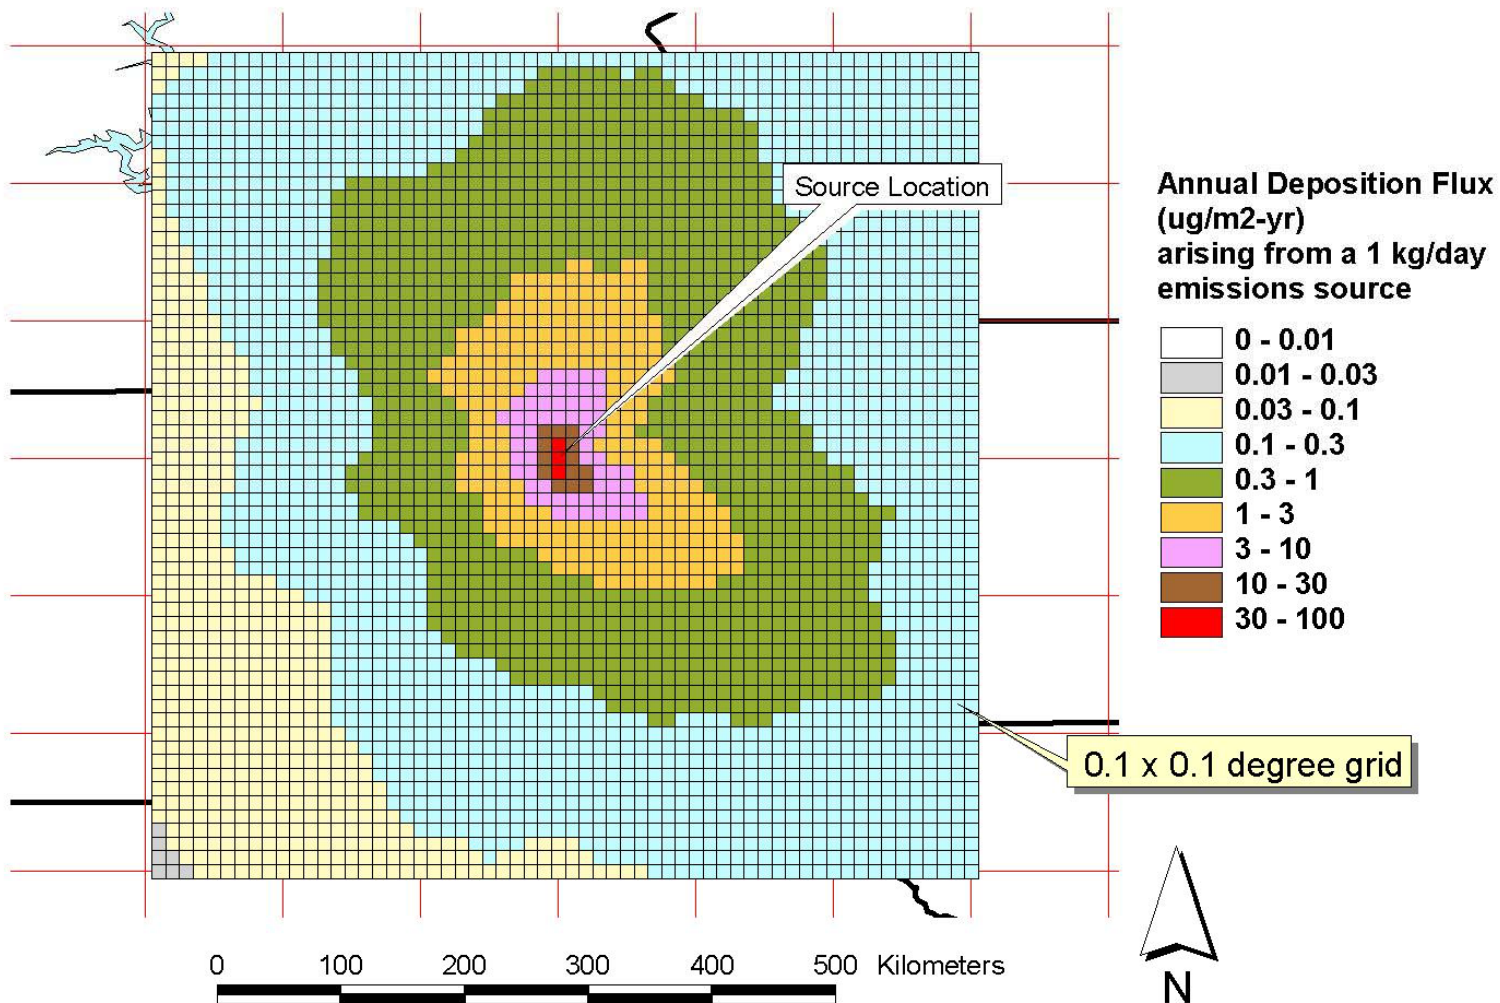 Source Location
Annual Deposition Flux
(ug/m2-yr)
arising from a 1 kg/day
emissions source
0 - 0.01
0.01 - 0.03
0.03 - 0.1
0.1 - 0.3
0.3 - 1
1 - 3
3 - 10
10 - 30
30 - 100
0.1 x 0.1 degree grid
0 100 200 300 400 500 Kilometers
N